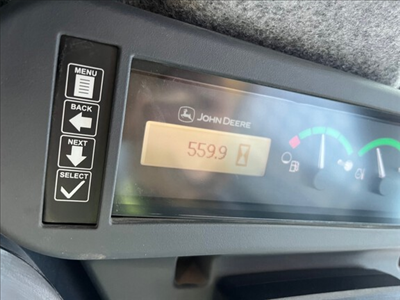 MENU
BACK
NEXT
SELECT
JOHN DEERE
559.9